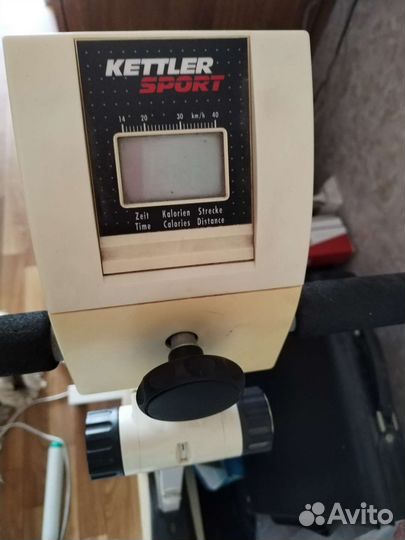 KETTLER
SPORT
14 20 30 km/h 40
Zeit Kalorien Strecke
Time Calories Distance
Avito